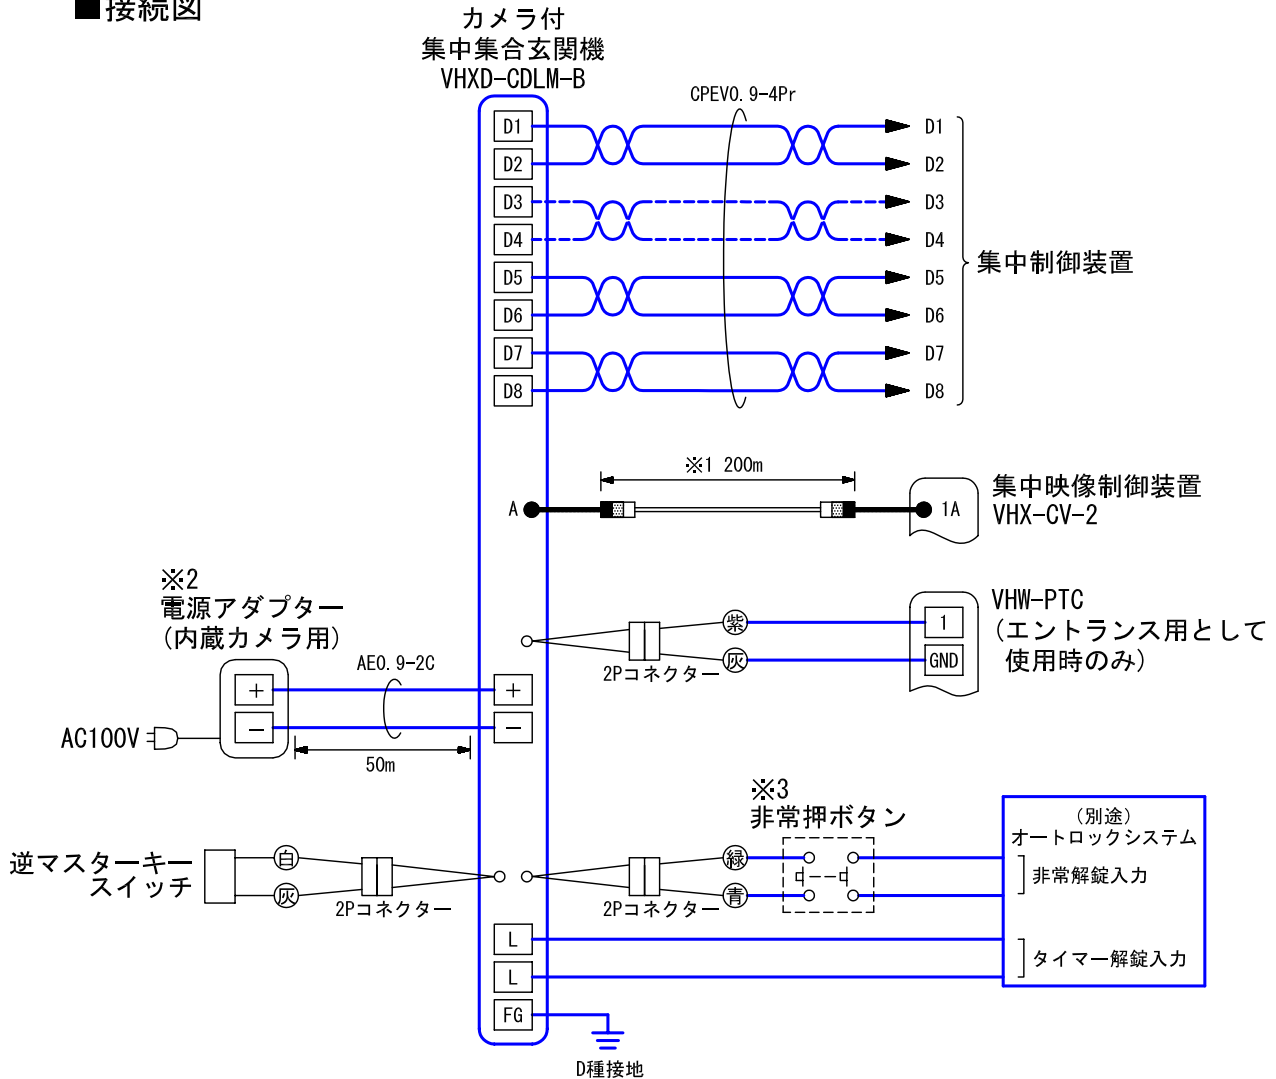 ■接続図
カメラ付
集中集合玄関機
VHXD-CDLM-B
CPEV0.9-4Pr
D1
D2
D3
D4
D5
D6
D7
D8
D1
D2
D3
D4
D5
D6
D7
D8
集中制御装置
※1 200m
A
1A
集中映像制御装置
VHX-CV-2
※2
電源アダプター
(内蔵カメラ用)
AE0.9-2C
+
−
+
−
AC100V
50m
紫
灰
2Pコネクター
1
GND
VHW-PTC
(エントランス用として
使用時のみ)
逆マスターキー
スイッチ
白
灰
2Pコネクター
緑
青
2Pコネクター
※3
非常押ボタン
(別途)
オートロックシステム
非常解錠入力
タイマー解錠入力
L
L
FG
D種接地